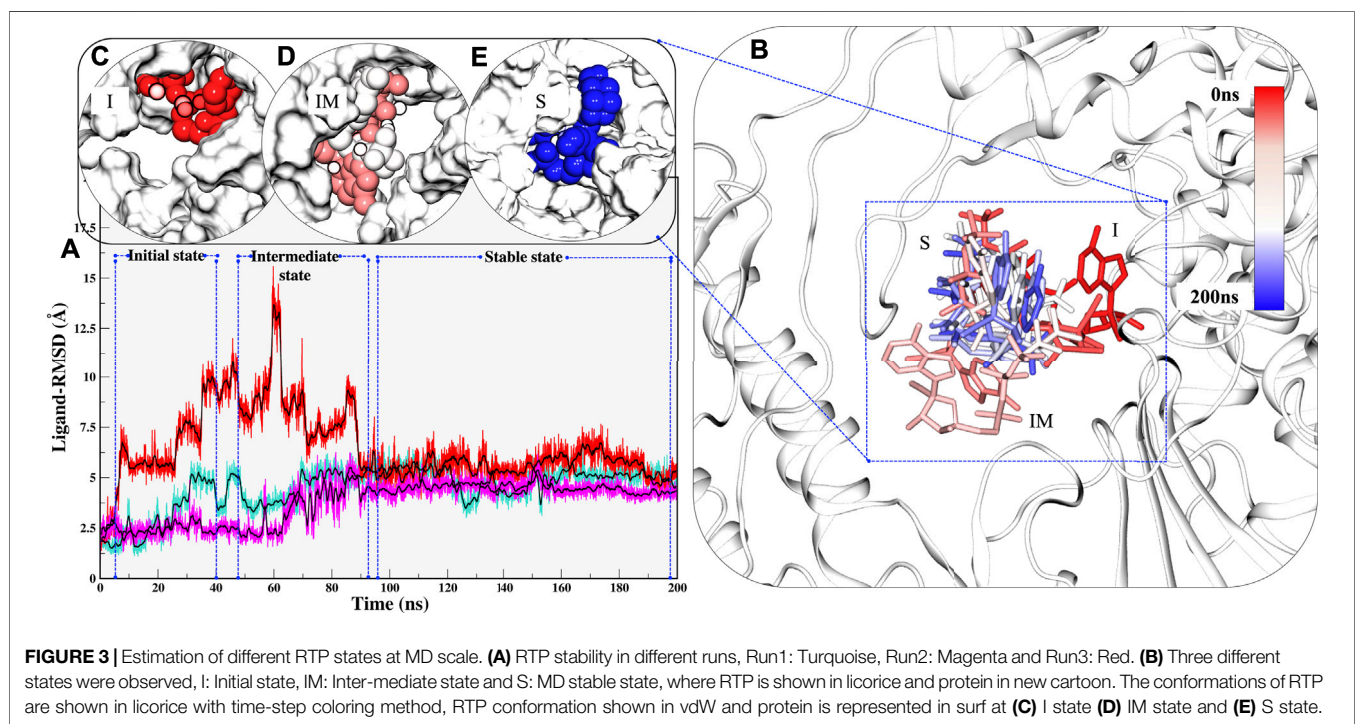 C
I
D
IM
E
S
B
0ns
200ns
S
I
IM
A
Initial state
Intermediate
state
Stable state
Ligand-RMSD (Å)
17.5
15
12.5
10
7.5
5
2.5
0
0 20 40 60 80 100 120 140 160 180 200
Time (ns)
FIGURE 3 | Estimation of different RTP states at MD scale. (A) RTP stability in different runs, Run1: Turquoise, Run2: Magenta and Run3: Red. (B) Three different
states were observed, I: Initial state, IM: Inter-mediate state and S: MD stable state, where RTP is shown in licorice and protein in new cartoon. The conformations of RTP
are shown in licorice with time-step coloring method, RTP conformation shown in vdW and protein is represented in surf at (C) I state (D) IM state and (E) S state.